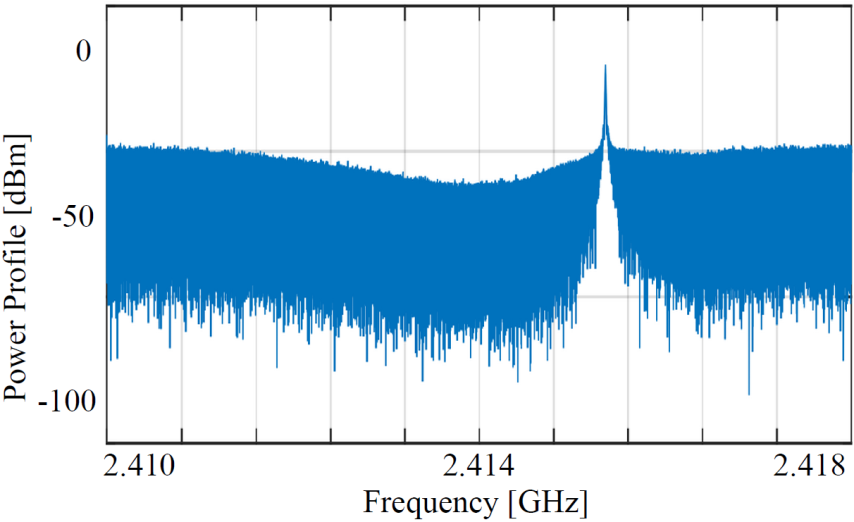 Power Profile [dBm]
0
-50
-100
2.410 2.414 2.418
Frequency [GHz]